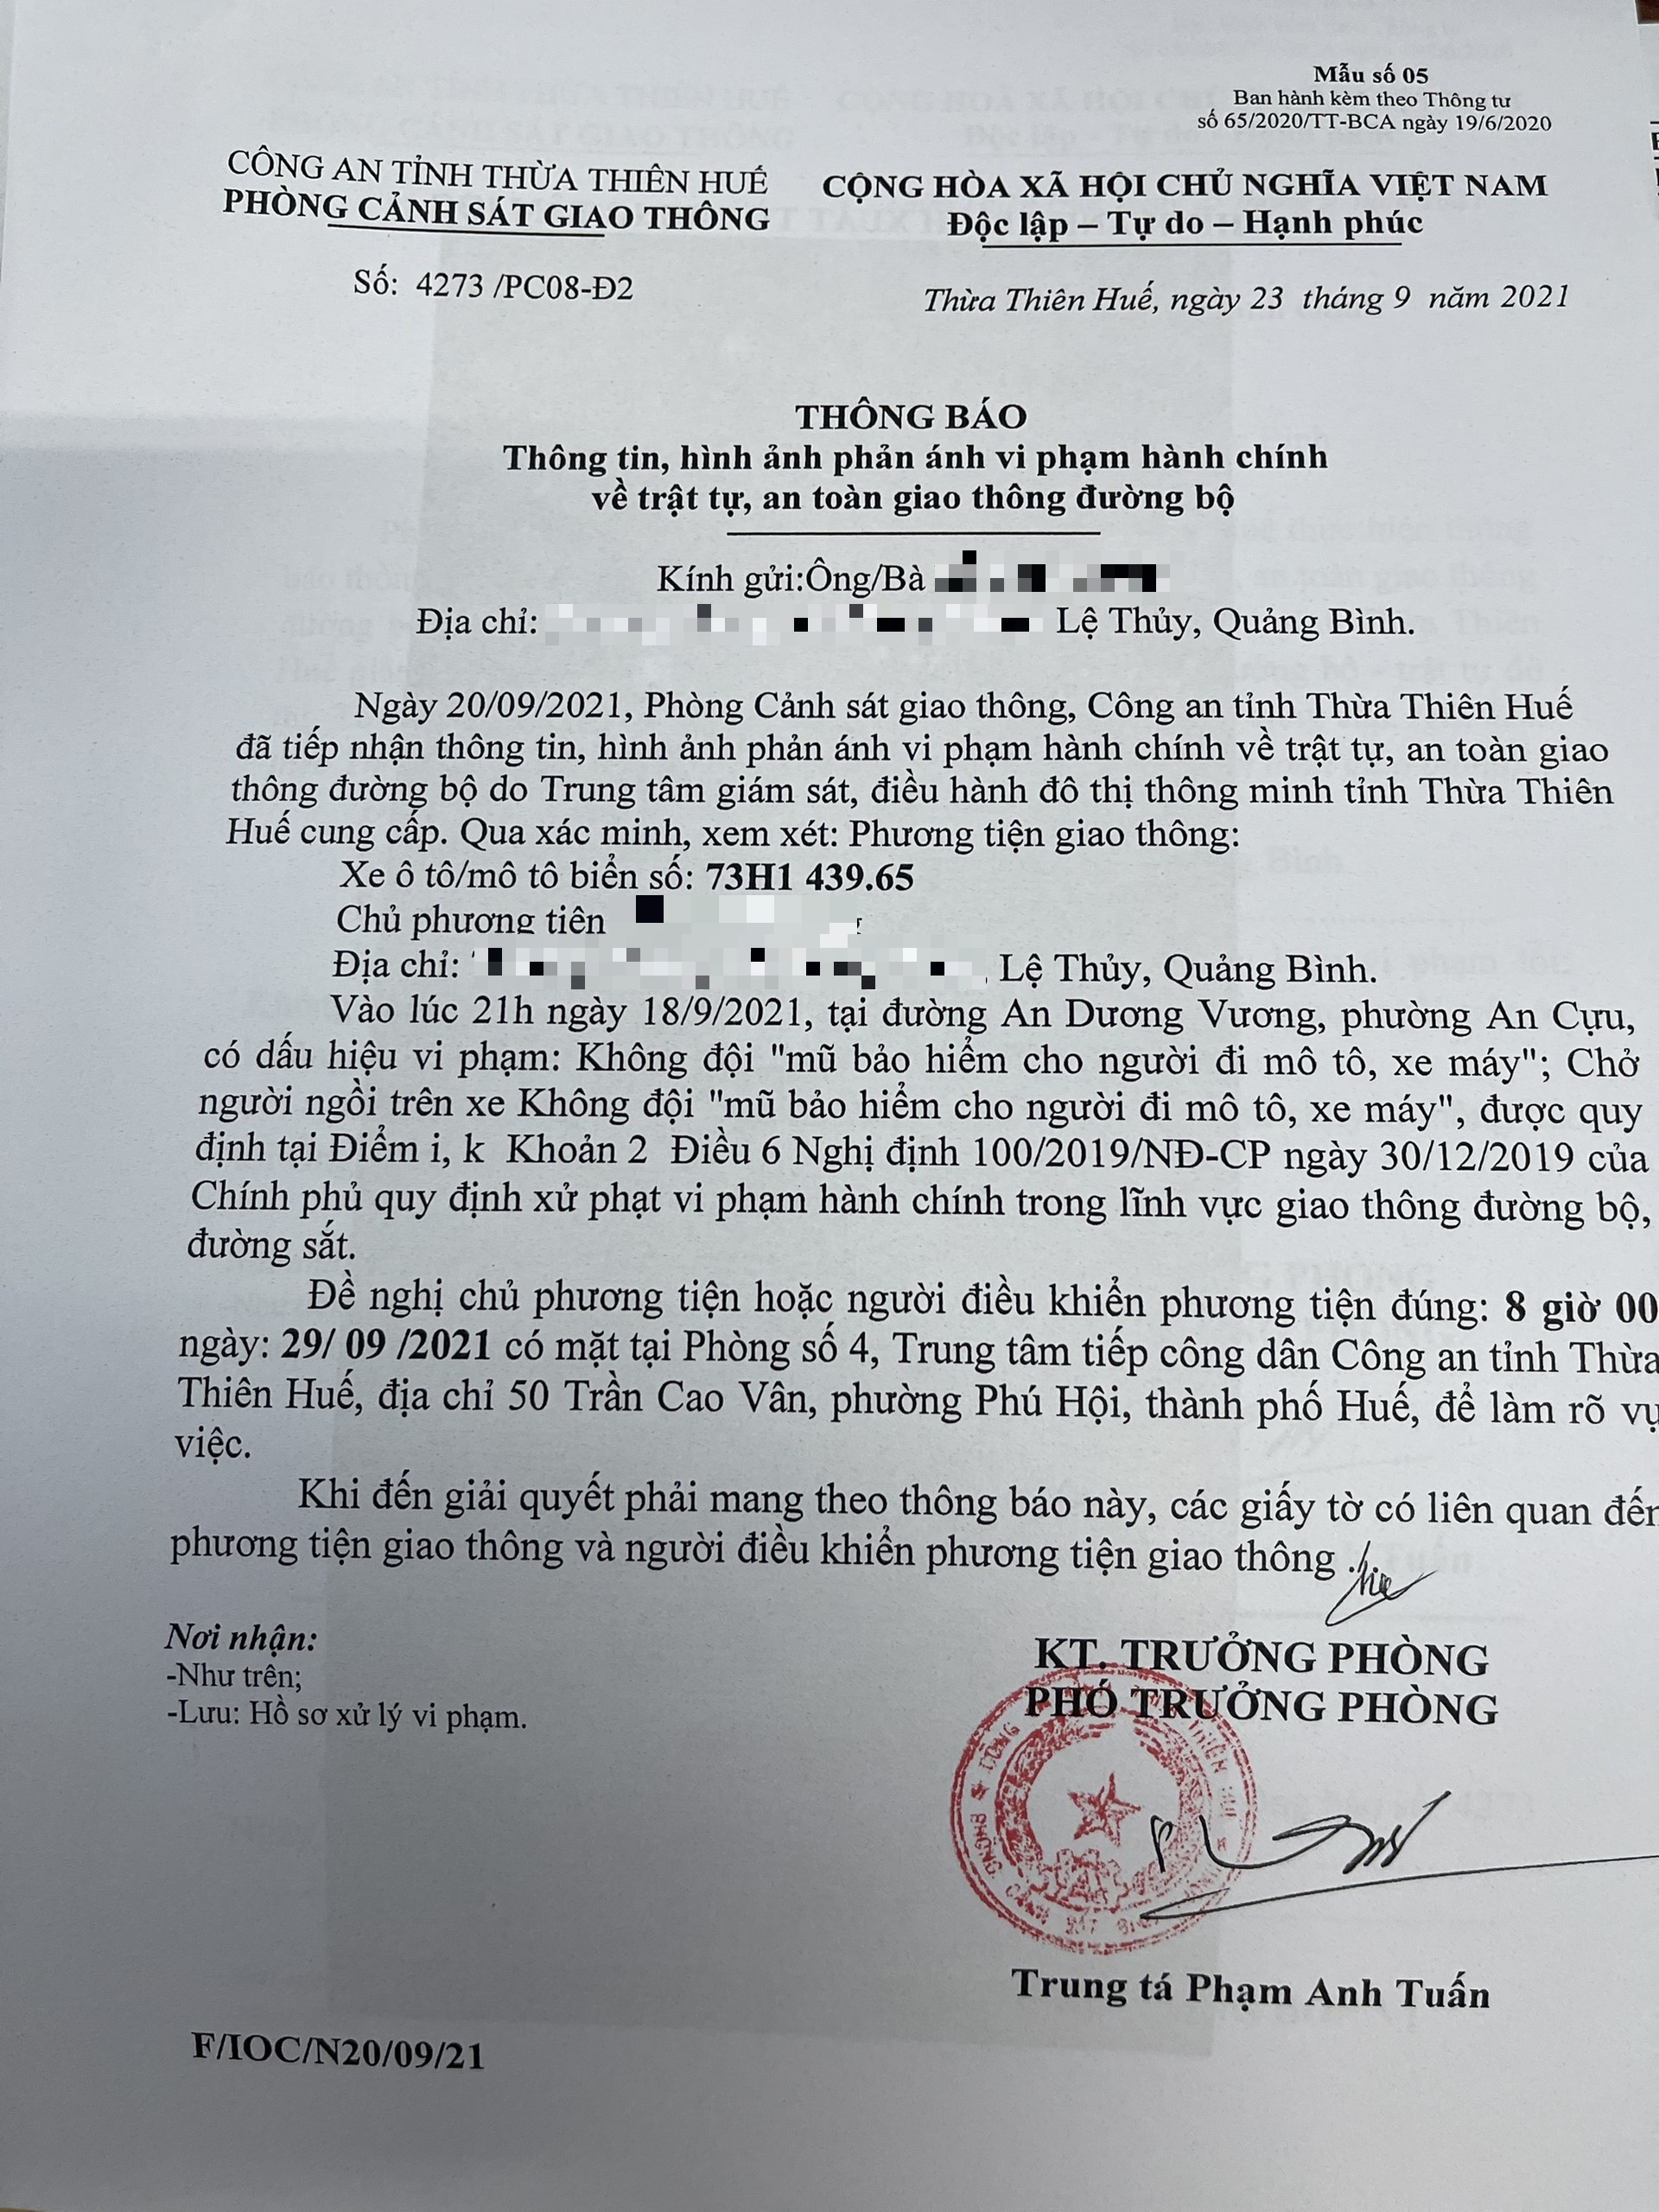 Mẫu số 05
Ban hành kèm theo Thông tư
số 65/2020/TT-BCA ngày 19/6/2020
CÔNG AN TỈNH THỪA THIÊN HUẾ
PHÒNG CẢNH SÁT GIAO THÔNG
CỘNG HÒA XÃ HỘI CHỦ NGHĨA VIỆT NAM
Độc lập – Tự do – Hạnh phúc
Số: 4273 /PC08-Đ2
Thừa Thiên Huế, ngày 23 tháng 9 năm 2021
THÔNG BÁO
Thông tin, hình ảnh phản ánh vi phạm hành chính
về trật tự, an toàn giao thông đường bộ
Kính gửi:Ông/Bà
Địa chỉ: Lệ Thủy, Quảng Bình.
Ngày 20/09/2021, Phòng Cảnh sát giao thông, Công an tỉnh Thừa Thiên Huế
đã tiếp nhận thông tin, hình ảnh phản ánh vi phạm hành chính về trật tự, an toàn giao
thông đường bộ do Trung tâm giám sát, điều hành đô thị thông minh tỉnh Thừa Thiên
Huế cung cấp. Qua xác minh, xem xét: Phương tiện giao thông:
Xe ô tô/mô tô biển số: 73H1 439.65
Chủ phương tiện
Địa chỉ: , Lệ Thủy, Quảng Bình.
Vào lúc 21h ngày 18/9/2021, tại đường An Dương Vương, phường An Cựu,
có dấu hiệu vi phạm: Không đội "mũ bảo hiểm cho người đi mô tô, xe máy"; Chở
người ngồi trên xe Không đội "mũ bảo hiểm cho người đi mô tô, xe máy", được quy
định tại Điểm i, k Khoản 2 Điều 6 Nghị định 100/2019/NĐ-CP ngày 30/12/2019 của
Chính phủ quy định xử phạt vi phạm hành chính trong lĩnh vực giao thông đường bộ,
đường sắt.
Đề nghị chủ phương tiện hoặc người điều khiển phương tiện đúng: 8 giờ 00
ngày: 29/ 09 /2021 có mặt tại Phòng số 4, Trung tâm tiếp công dân Công an tỉnh Thừa
Thiên Huế, địa chỉ 50 Trần Cao Vân, phường Phú Hội, thành phố Huế, để làm rõ vụ
việc.
Khi đến giải quyết phải mang theo thông báo này, các giấy tờ có liên quan đến
phương tiện giao thông và người điều khiển phương tiện giao thông ./.
Nơi nhận:
-Như trên;
-Lưu: Hồ sơ xử lý vi phạm.
KT. TRƯỞNG PHÒNG
PHÓ TRƯỞNG PHÒNG
Trung tá Phạm Anh Tuấn
F/IOC/N20/09/21